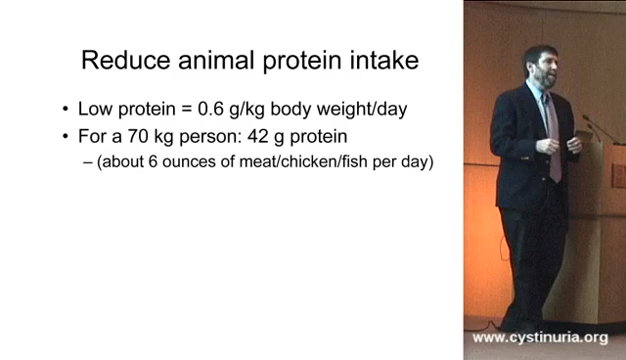 Reduce animal protein intake
• Low protein = 0.6 g/kg body weight/day
• For a 70 kg person: 42 g protein
– (about 6 ounces of meat/chicken/fish per day)
www.cystinuria.org